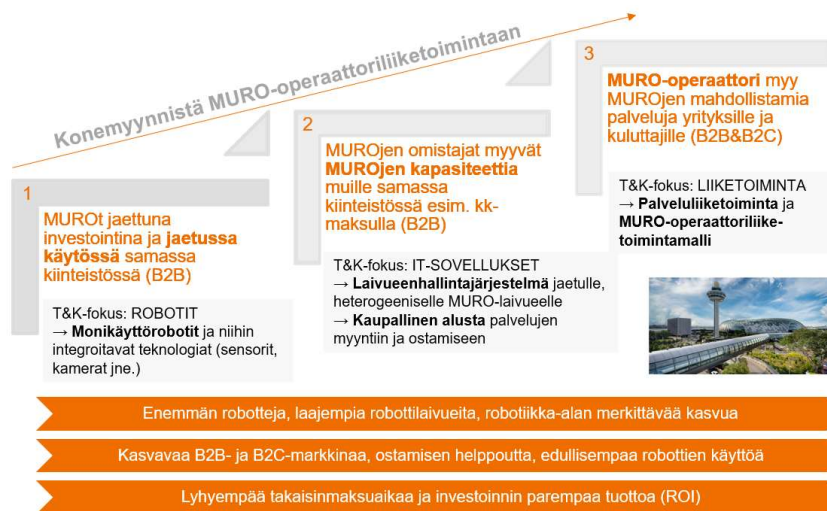 Konemyynnistä MURO-operaattoriliiketoimintaan
1
MUROt jaettuna
investointina ja jaetussa
käytössä samassa
kiinteistössä (B2B)
T&K-fokus: ROBOTIT
→ Monikäyttörobotit ja niihin
integroitavat teknologiat (sensorit,
kamerat jne.)
2
MUROjen omistajat myyvät
MUROjen kapasiteettia
muille samassa
kiinteistössä esim. kk-
maksulla (B2B)
T&K-fokus: IT-SOVELLUKSET
→ Laivueenhallintajärjestelmä jaetulle,
heterogeeniselle MURO-laivueelle
→ Kaupallinen alusta palvelujen
myyntiin ja ostamiseen
3
MURO-operaattori myy
MUROjen mahdollistamia
palveluja yrityksille ja
kuluttajille (B2B&B2C)
T&K-fokus: LIIKETOIMINTA
→ Palveluliiketoiminta ja
MURO-operaattoriliike-
toimintamalli
Enemmän robotteja, laajempia robottilaivueita, robotiikka-alan merkittävää kasvua
Kasvavaa B2B- ja B2C-markkinaa, ostamisen helppoutta, edullisempaa robottien käyttöä
Lyhyempää takaisinmaksuaikaa ja investoinnin parempaa tuottoa (ROI)